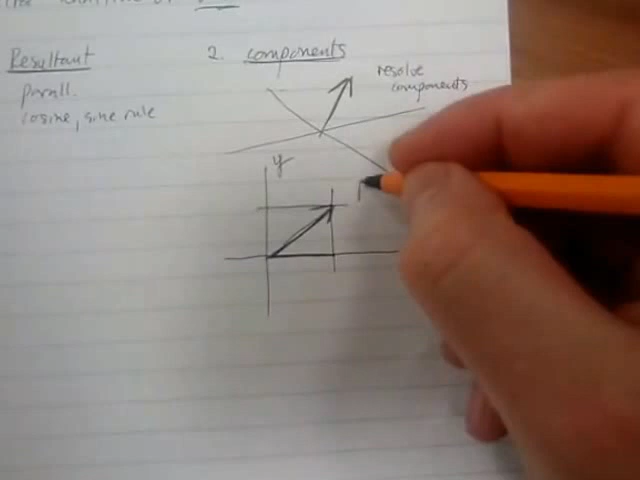 Resultant
parall.
cosine, sine rule
2. components
resolve
components
y